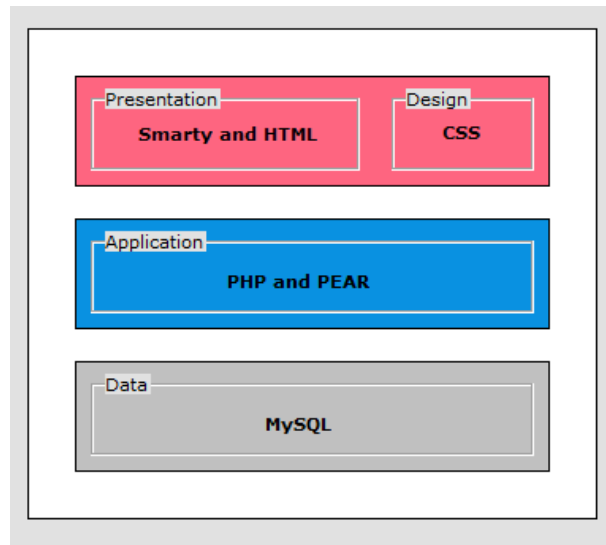 Presentation
Design
Smarty and HTML
CSS
Application
PHP and PEAR
Data
MySQL